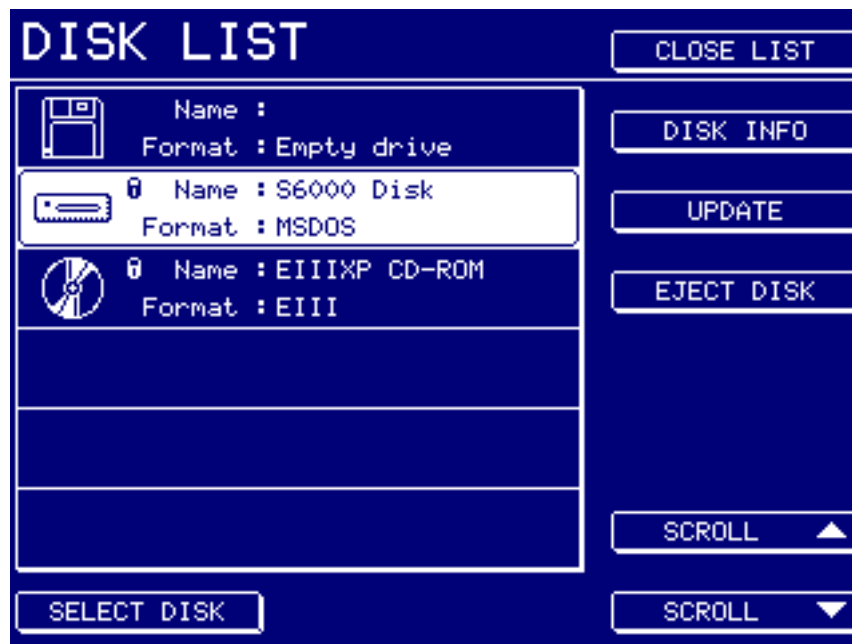 DISK LIST
CLOSE LIST
Name :
Format : Empty drive
DISK INFO
Name : S6000 Disk
Format : MSDOS
UPDATE
Name : EIIIXP CD-ROM
Format : EIII
EJECT DISK
SCROLL
SELECT DISK
SCROLL